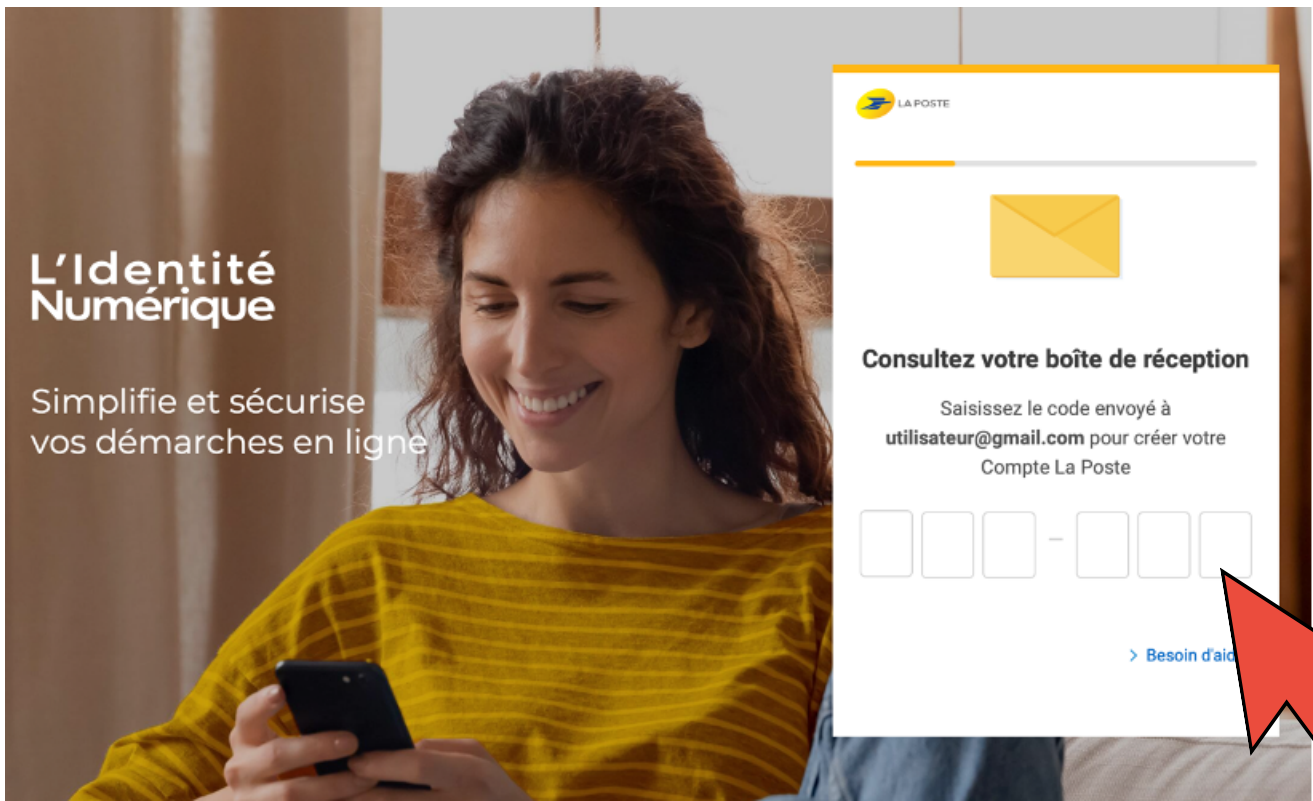 L'Identité
Numérique
Simplifie et sécurise
vos démarches en ligne
LA POSTE
Consultez votre boîte de réception
Saisissez le code envoyé à
utilisateur@gmail.com pour créer votre
Compte La Poste
> Besoin d'aid